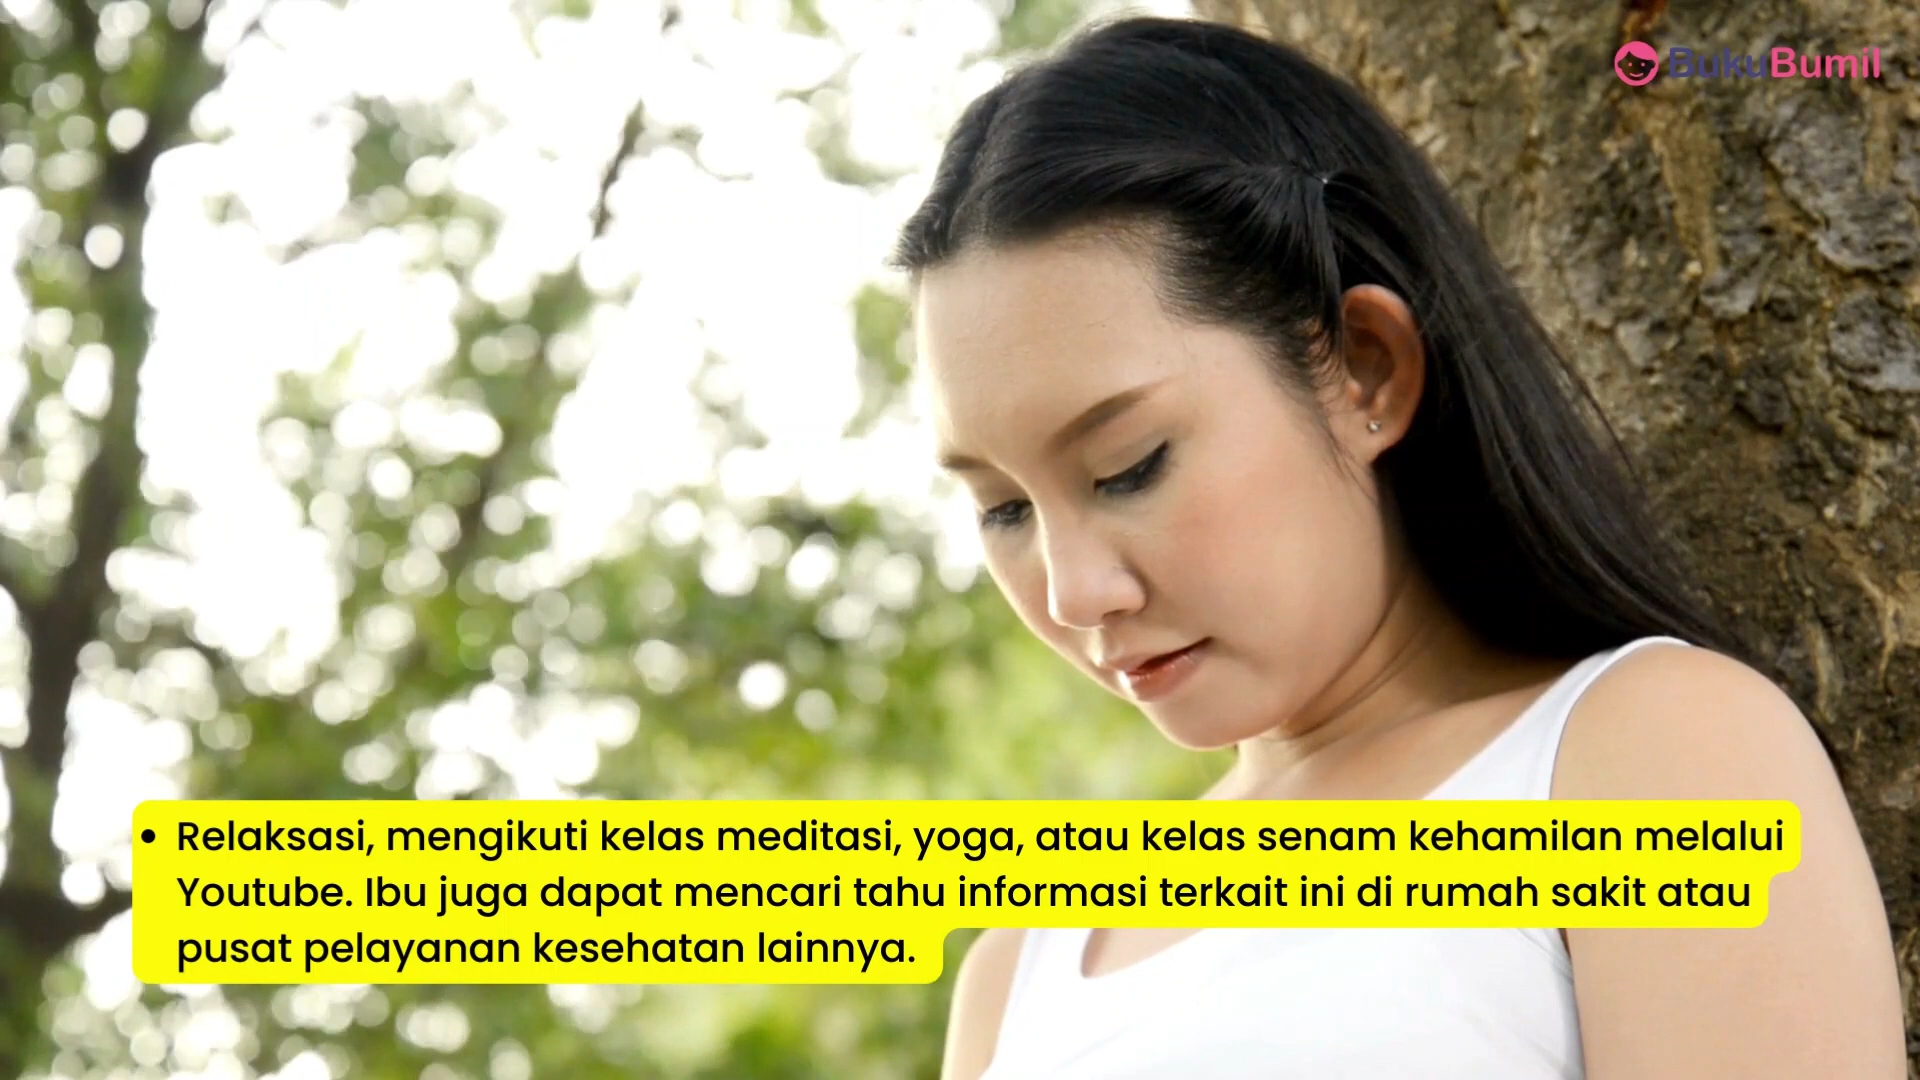 BukuBumil
• Relaksasi, mengikuti kelas meditasi, yoga, atau kelas senam kehamilan melalui
Youtube. Ibu juga dapat mencari tahu informasi terkait ini di rumah sakit atau
pusat pelayanan kesehatan lainnya.